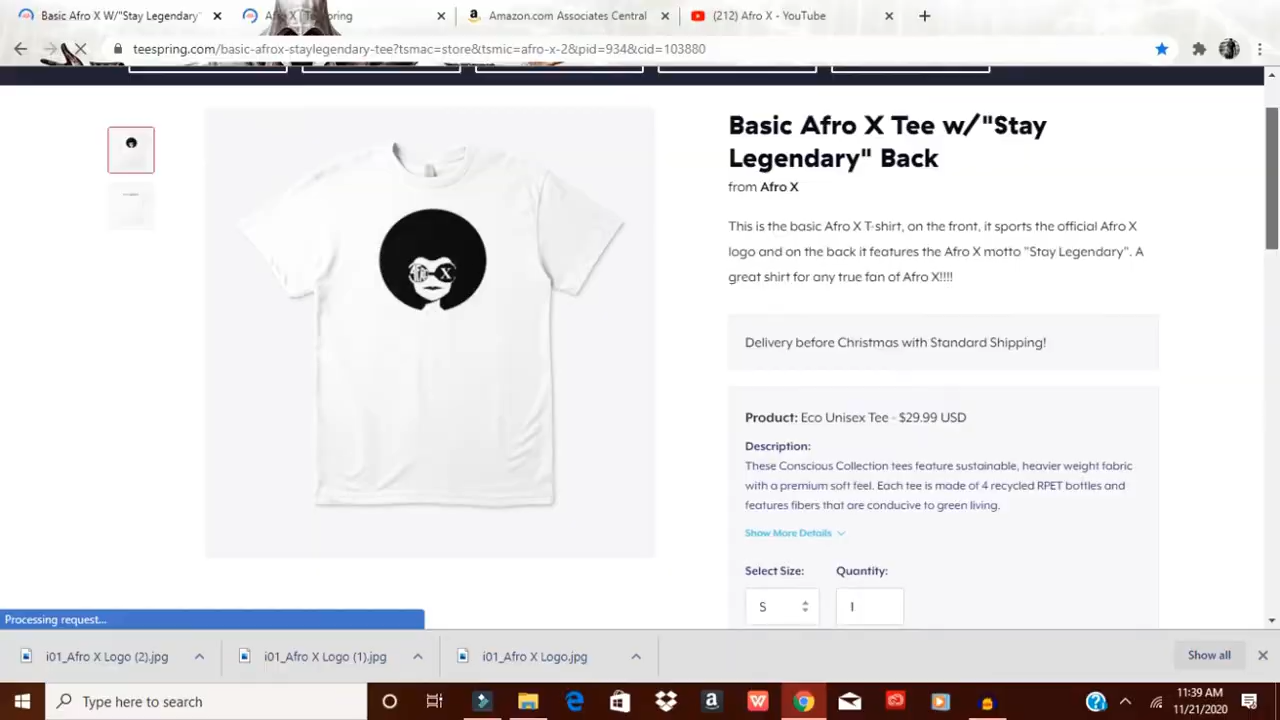 Basic Afro X W/"Stay Legendary"
Afro X | Teespring
Amazon.com Associates Central
(212) Afro X - YouTube
teespring.com/basic-afrox-staylegendary-tee?tsmac=store&tsmic=afro-x-2&pid=934&cid=103880
Basic Afro X Tee w/"Stay
Legendary" Back
from Afro X
This is the basic Afro X T-shirt, on the front, it sports the official Afro X
logo and on the back it features the Afro X motto "Stay Legendary". A
great shirt for any true fan of Afro X!!!!
X
Delivery before Christmas with Standard Shipping!
Product: Eco Unisex Tee - $29.99 USD
Description:
These Conscious Collection tees feature sustainable, heavier weight fabric
with a premium soft feel. Each tee is made of 4 recycled RPET bottles and
features fibers that are conducive to green living.
Show More Details
Select Size: Quantity:
S 1
Processing request...
i01_Afro X Logo (2).jpg
i01_Afro X Logo (1).jpg
i01_Afro X Logo.jpg
Show all
Type here to search
11:39 AM
11/21/2020